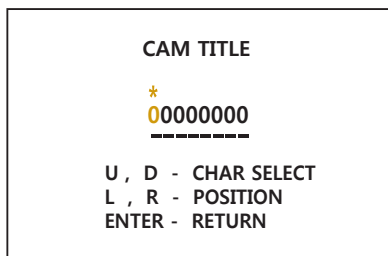 CAM TITLE
*
00000000
U , D - CHAR SELECT
L , R - POSITION
ENTER - RETURN